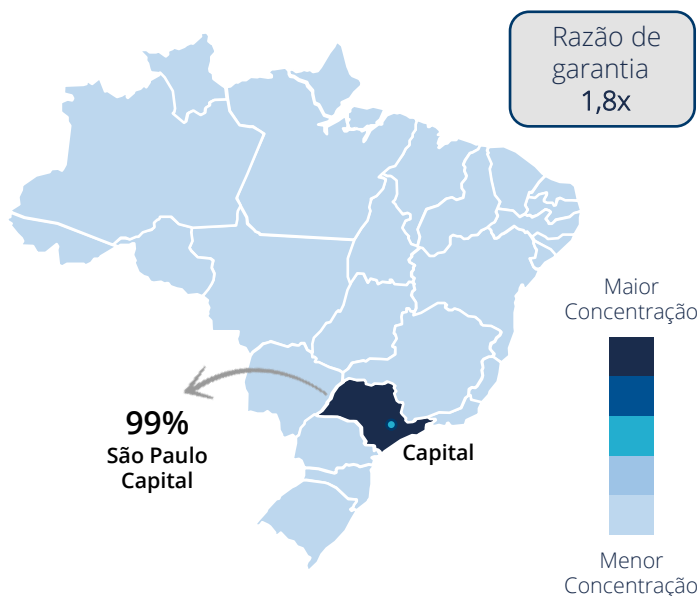 Razão de
garantia
1,8x
Maior
Concentração
99%
São Paulo
Capital
Capital
Menor
Concentração